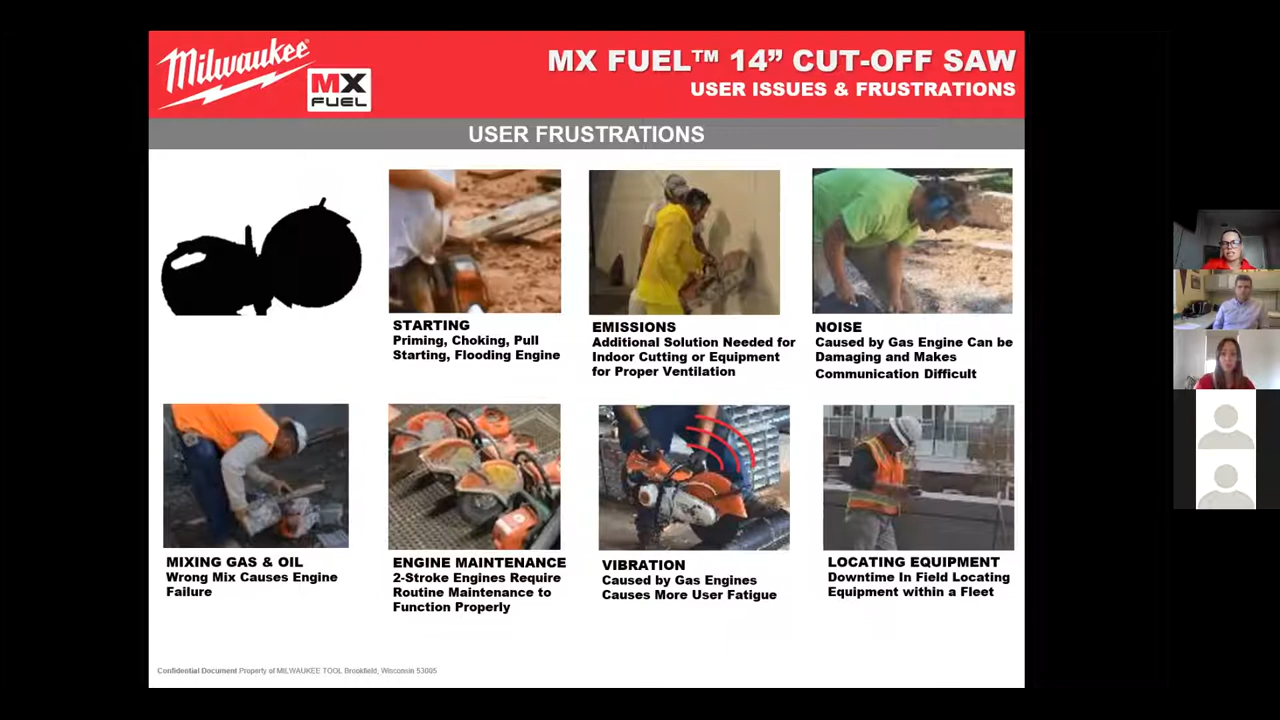 Milwaukee
MX
FUEL
MX FUEL™ 14” CUT-OFF SAW
USER ISSUES & FRUSTRATIONS
USER FRUSTRATIONS
STARTING
Priming, Choking, Pull
Starting, Flooding Engine
EMISSIONS
Additional Solution Needed for
Indoor Cutting or Equipment
for Proper Ventilation
NOISE
Caused by Gas Engine Can be
Damaging and Makes
Communication Difficult
MIXING GAS & OIL
Wrong Mix Causes Engine
Failure
ENGINE MAINTENANCE
2-Stroke Engines Require
Routine Maintenance to
Function Properly
VIBRATION
Caused by Gas Engines
Causes More User Fatigue
LOCATING EQUIPMENT
Downtime In Field Locating
Equipment within a Fleet
Confidential Document Property of MILWAUKEE TOOL Brookfield, Wisconsin 53005